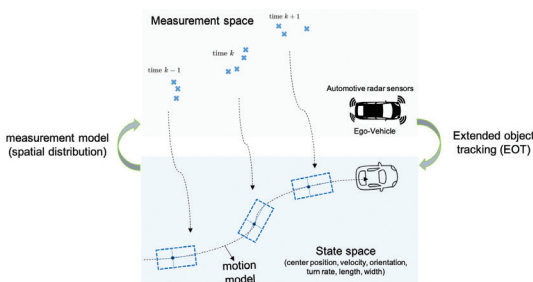 Measurement space
time k + 1
time k
time k − 1
Automotive radar sensors
Ego-Vehicle
measurement model
(spatial distribution)
Extended object
tracking (EOT)
State space
(center position, velocity, orientation,
turn rate, length, width)
motion
model